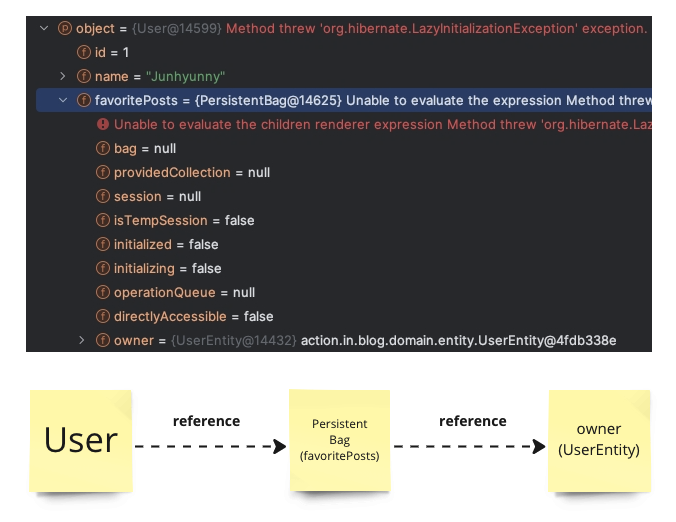 object = {User@14599} Method threw 'org.hibernate.LazyInitializationException' exception.
id = 1
name = "Junhyunny"
favoritePosts = {PersistentBag@14625} Unable to evaluate the expression Method threw
Unable to evaluate the children renderer expression Method threw 'org.hibernate.Laz
bag = null
providedCollection = null
session = null
isTempSession = false
initialized = false
initializing = false
operationQueue = null
directlyAccessible = false
owner = {UserEntity@14432} action.in.blog.domain.entity.UserEntity@4fdb338e
User
reference
Persistent
Bag
(favoritePosts)
reference
owner
(UserEntity)